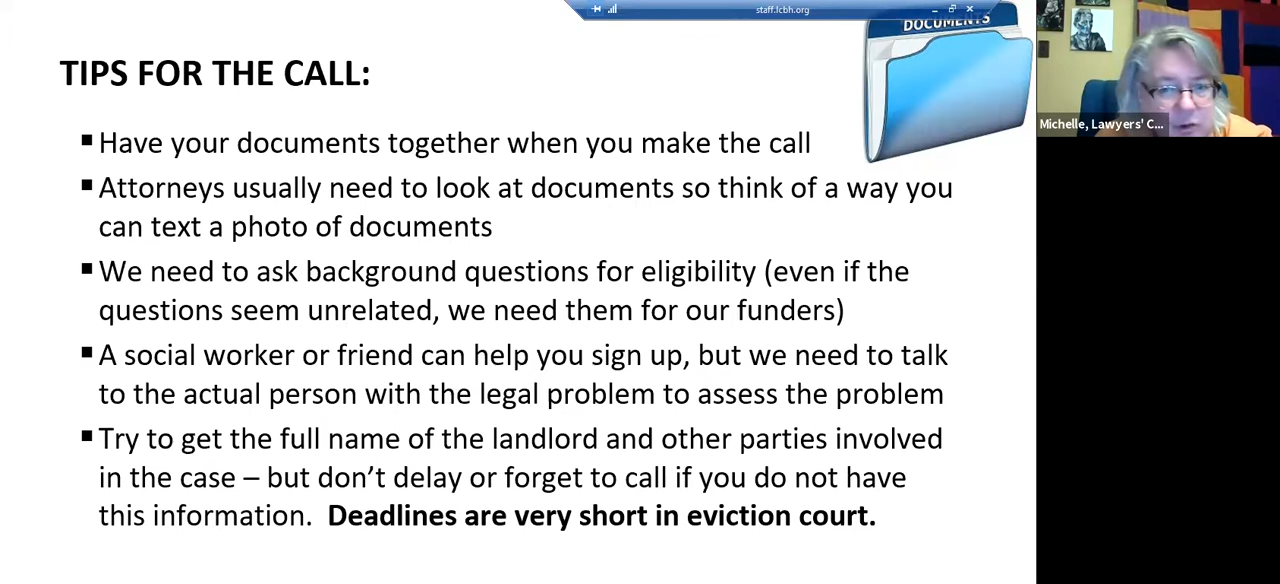 staff.lcbh.org
DOCUMENTS
TIPS FOR THE CALL:
Michelle, Lawyers' C...
▪ Have your documents together when you make the call
▪ Attorneys usually need to look at documents so think of a way you
can text a photo of documents
▪ We need to ask background questions for eligibility (even if the
questions seem unrelated, we need them for our funders)
▪ A social worker or friend can help you sign up, but we need to talk
to the actual person with the legal problem to assess the problem
▪ Try to get the full name of the landlord and other parties involved
in the case – but don’t delay or forget to call if you do not have
this information. Deadlines are very short in eviction court.